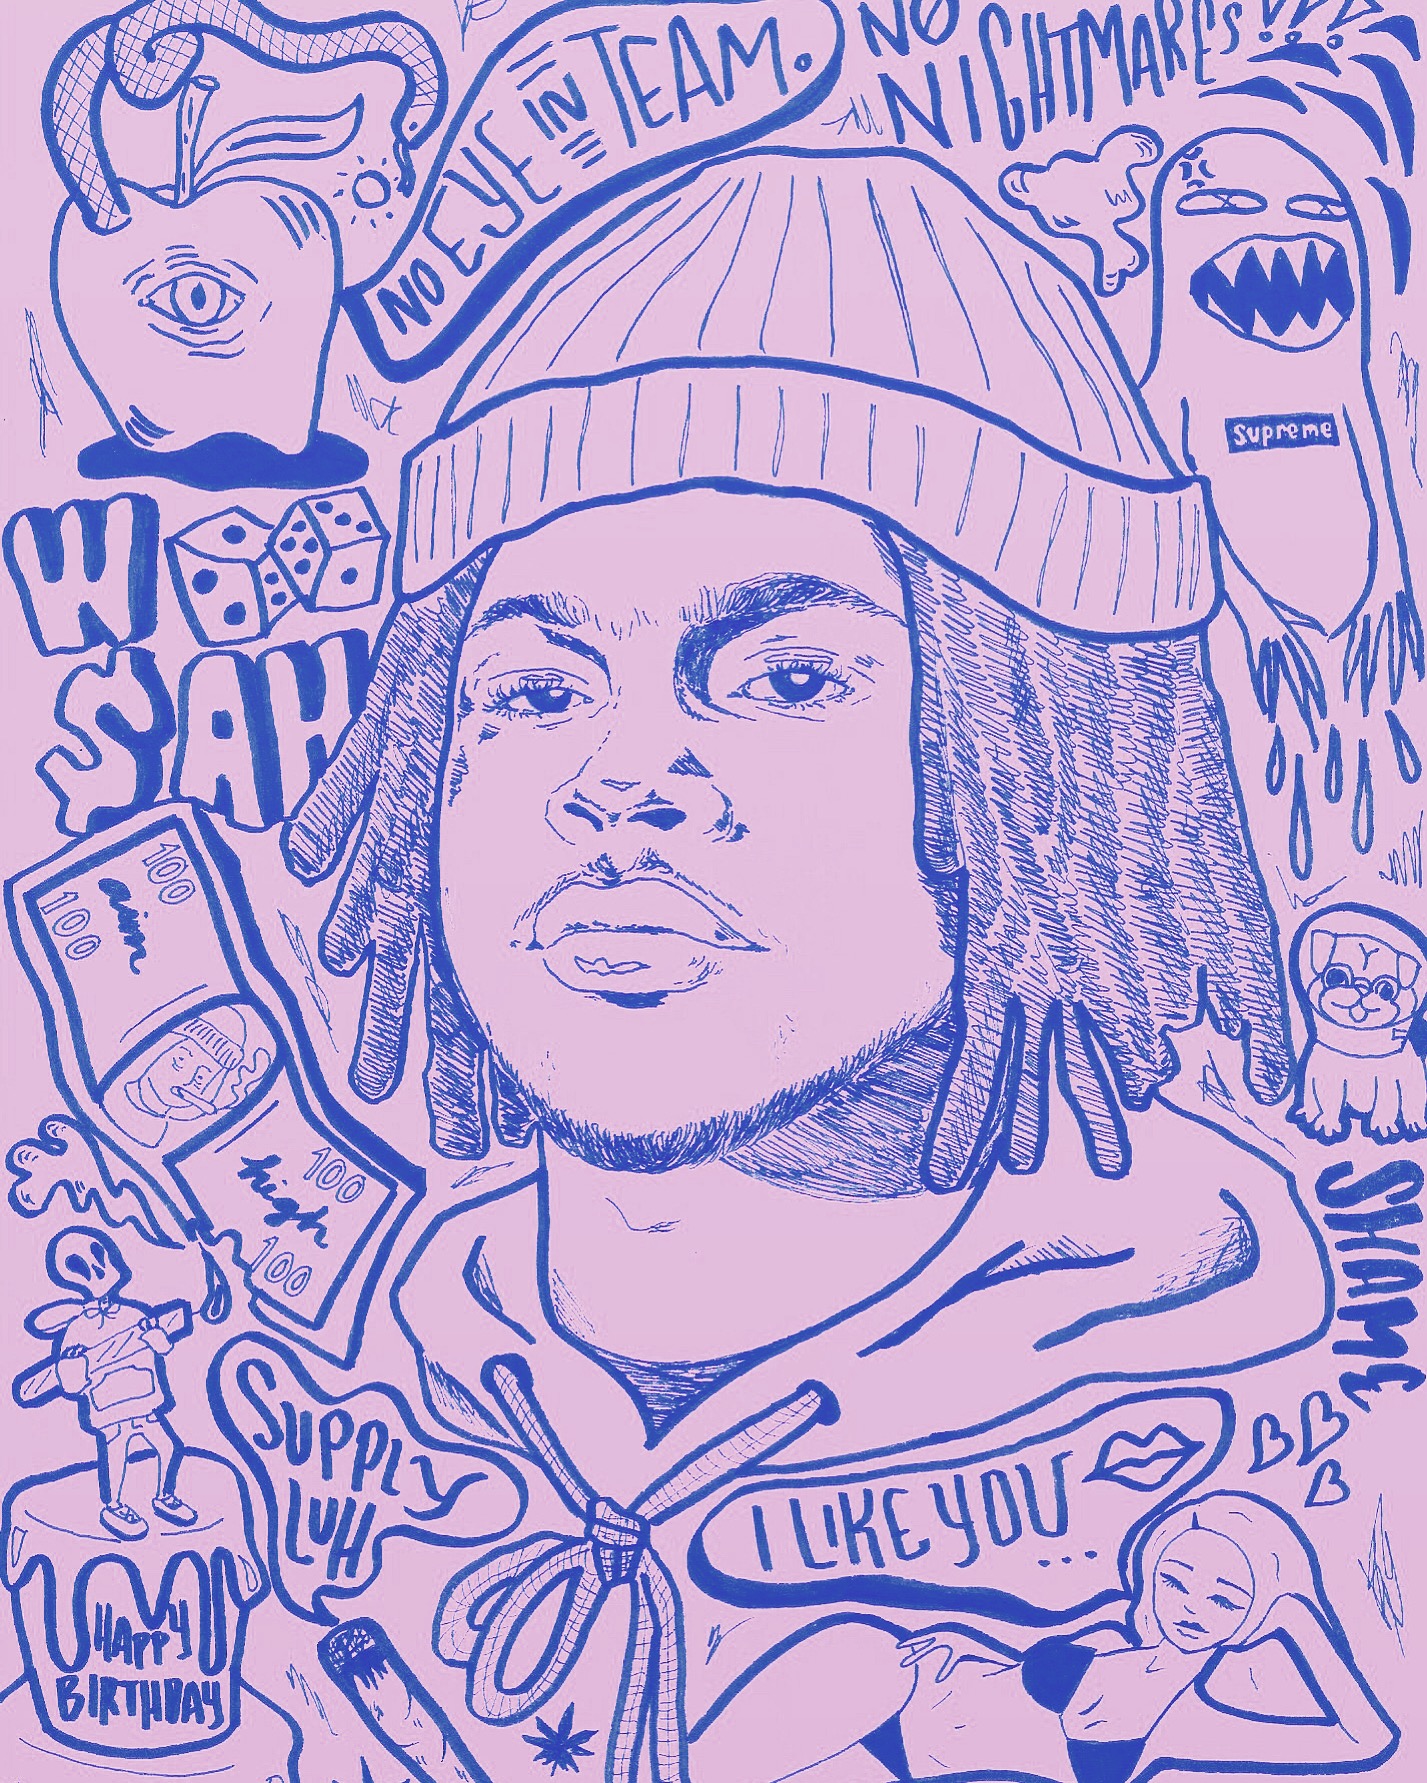 NO EYE IN TEAM.
NO
NIGHTMARES!!!
Supreme
W
SAH
100
100
high
100
100
SHAME
SUPPLY
LUH
I LIKE YOU...
HAPPY
BIRTHDAY